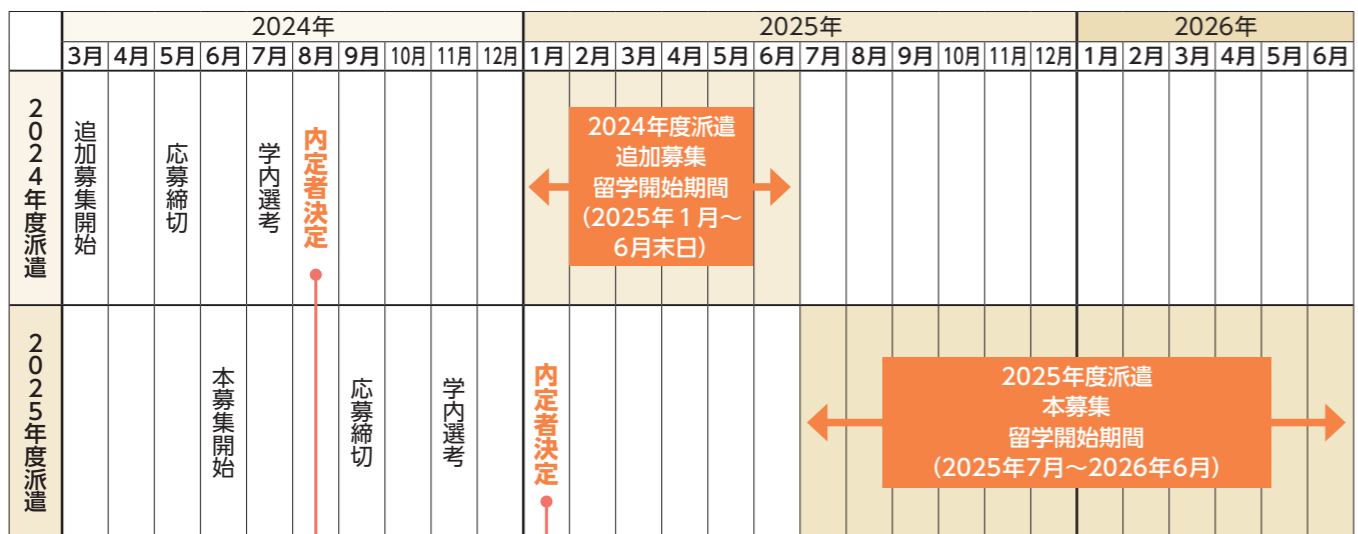 2024年 2025年 2026年
3月 4月 5月 6月 7月 8月 9月 10月 11月 12月 1月 2月 3月 4月 5月 6月 7月 8月 9月 10月 11月 12月 1月 2月 3月 4月 5月 6月
2024年度派遣
追加募集開始
応募締切
学内選考
内定者決定
2024年度派遣
追加募集
留学開始期間
（2025年1月～
6月末日）
2025年度派遣
本募集開始
応募締切
学内選考
内定者決定
2025年度派遣
本募集
留学開始期間
（2025年7月～2026年6月）